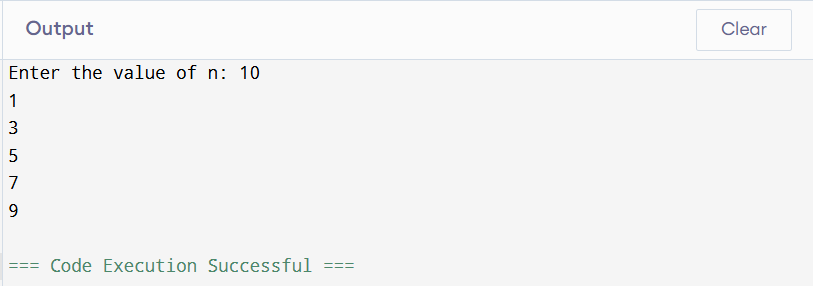 Output
Clear
Enter the value of n: 10
1
3
5
7
9
=== Code Execution Successful ===